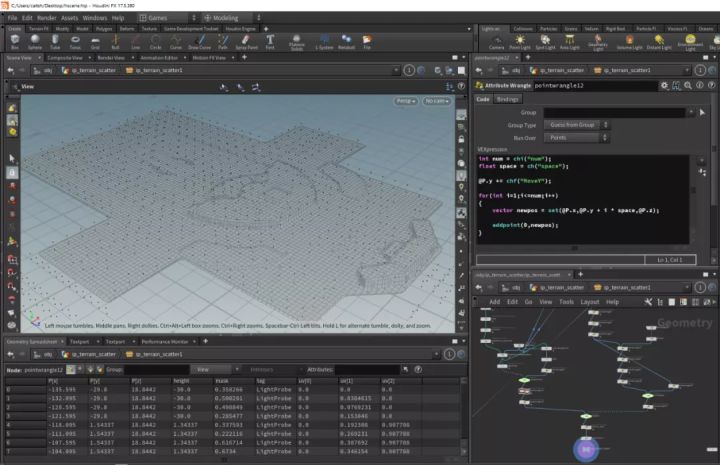 C:/Users/caitsh/Desktop/hscene.hip - Houdini FX 17.5.380
File Edit Render Assets Windows Help Games Modeling
Create Terrain FX Modify Model Polygon Deform Texture Game Development Toolset Houdini Engine
Box Sphere Tube Torus Grid Null Line Circle Curve Draw Curve Path Spray Paint Font Platonic Solids L-System Rebuild File
Lights an... Collisions Particles Grains Vellum Rigid Bod... Particle Fl... Viscous Fl... Oceans
Camera Point Light Spot Light Area Light Geometry Light Volume Light Distant Light Environment Light
Scene View Composite View Render View Animation Editor Motion FX View
obj ip_terrain_scatter ip_terrain_scatter1
View
Persp No cam
Left mouse tumbles. Middle pans. Right dollies. Ctrl+Alt+Left box zooms. Ctrl+Right zooms. Spacebar-Ctrl-Left tilts. Hold L for alternate tumble, dolly, and zoom.
pointwrangle12
obj ip_terrain_scatter ip_terrain_scatter1
Attribute Wrangle pointwrangle12
Code Bindings
Group
Group Type Guess from Group
Run Over Points
VEXpression
int num = chi("num");
float space = ch("space");
@P.y += chf("MoveY");
for(int i=1;i<=num;i++)
{
vector newpos = set(@P.x,@P.y + i * space,@P.z);
addpoint(0,newpos);
}
Ln 1, Col 1
/obj/ip_terrain_scatter/ip_terrain_scatt...
obj ip_terrain_scatter ip_terrain_scatter1
Add Edit Go View Tools Layout Help
Geometry
Geometry Spreadsheet Textport Textport Performance Monitor
obj ip_terrain_scatter ip_terrain_scatter1
Node: pointwrangle12 Group: View Intrinsics Attributes:
P[x] P[y] P[z] height mask tag uv[0] uv[1] uv[2]
0 -135.595 -29.8 18.8442 -30.0 0.358266 LightProbe 0.0 0.0 0.0
1 -132.095 -29.8 18.8442 -30.0 0.500281 LightProbe 0.0 0.0384615 0.0
2 -128.595 -29.8 18.8442 -30.0 0.498849 LightProbe 0.0 0.0769231 0.0
3 -121.595 -29.8 18.8442 -30.0 0.285477 LightProbe 0.0 0.153846 0.0
4 -118.095 1.54337 18.8442 1.34337 0.337593 LightProbe 0.0 0.192308 0.907788
5 -111.095 1.54337 18.8442 1.34337 0.222116 LightProbe 0.0 0.269231 0.907788
6 -107.595 1.54337 18.8442 1.34337 0.616714 LightProbe 0.0 0.307692 0.907788
7 -104.095 1.54337 18.8442 1.34337 0.6734 LightProbe 0.0 0.346154 0.907788